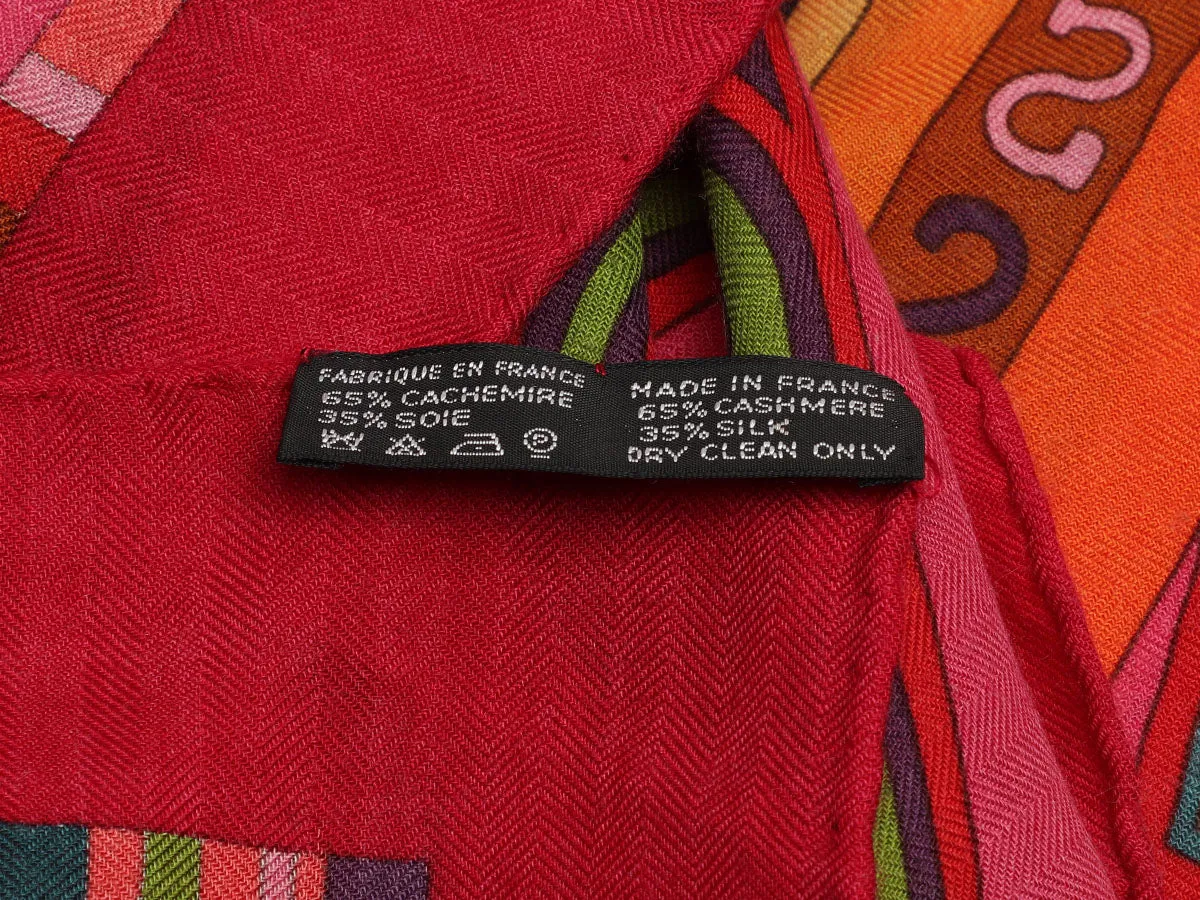 FABRIQUE EN FRANCE
65% CACHEMIRE
35% SOIE
P
MADE IN FRANCE
65% CASHMERE
35% SILK
DRY CLEAN ONLY